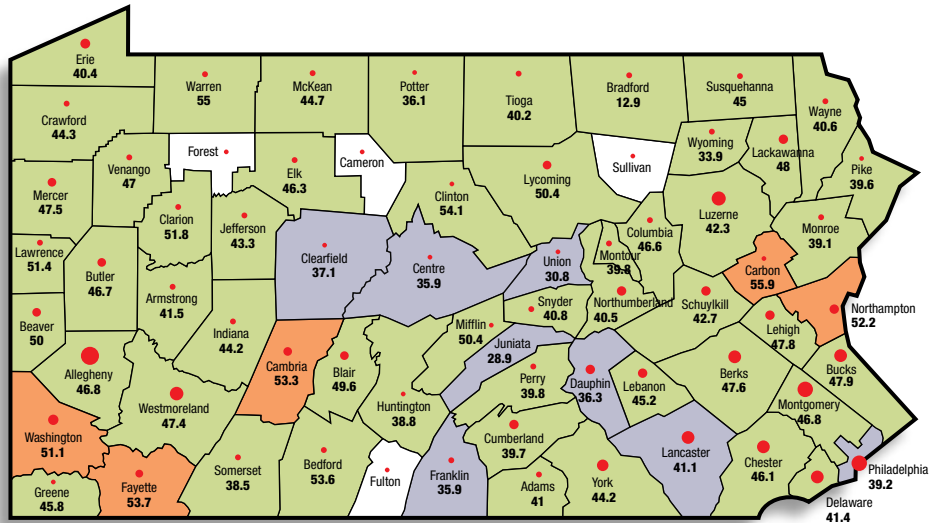 Erie
40.4
Warren
55
McKean
44.7
Potter
36.1
Tioga
40.2
Bradford
12.9
Susquehanna
45
Wayne
40.6
Crawford
44.3
Venango
47
Forest
Elk
46.3
Cameron
Clinton
54.1
Lycoming
50.4
Sullivan
Wyoming
33.9
Lackawanna
48
Pike
39.6
Mercer
47.5
Clarion
51.8
Jefferson
43.3
Clearfield
37.1
Centre
35.9
Union
30.8
Montour
39.8
Columbia
46.6
Luzerne
42.3
Monroe
39.1
Lawrence
51.4
Butler
46.7
Armstrong
41.5
Indiana
44.2
Snyder
40.8
Northumberland
40.5
Schuylkill
42.7
Carbon
55.9
Northampton
52.2
Beaver
50
Allegheny
46.8
Westmoreland
47.4
Cambria
53.3
Blair
49.6
Mifflin
50.4
Juniata
28.9
Perry
39.8
Dauphin
36.3
Lebanon
45.2
Berks
47.6
Lehigh
47.8
Bucks
47.9
Montgomery
46.8
Washington
51.1
Huntington
38.8
Cumberland
39.7
Lancaster
41.1
Chester
46.1
Philadelphia
39.2
Delaware
41.4
Greene
45.8
Fayette
53.7
Somerset
38.5
Bedford
53.6
Fulton
Franklin
35.9
Adams
41
York
44.2